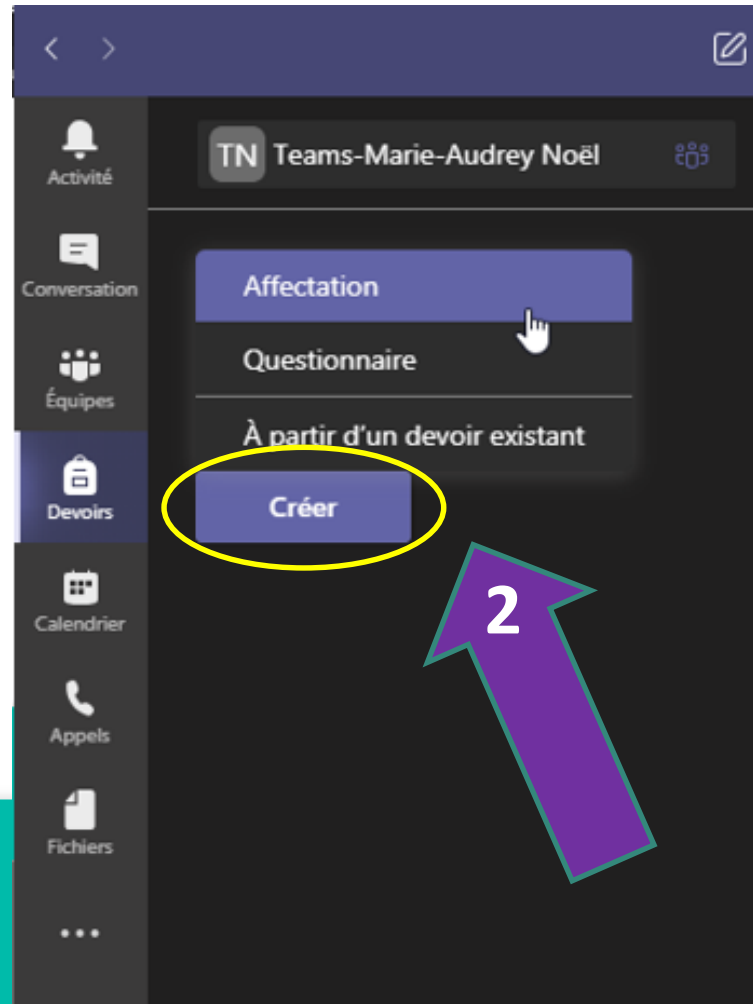 Activité
TN Teams-Marie-Audrey Noël
Conversation
Affectation
Questionnaire
Équipes
À partir d'un devoir existant
Devoirs
Créer
2
Calendrier
Appels
Fichiers